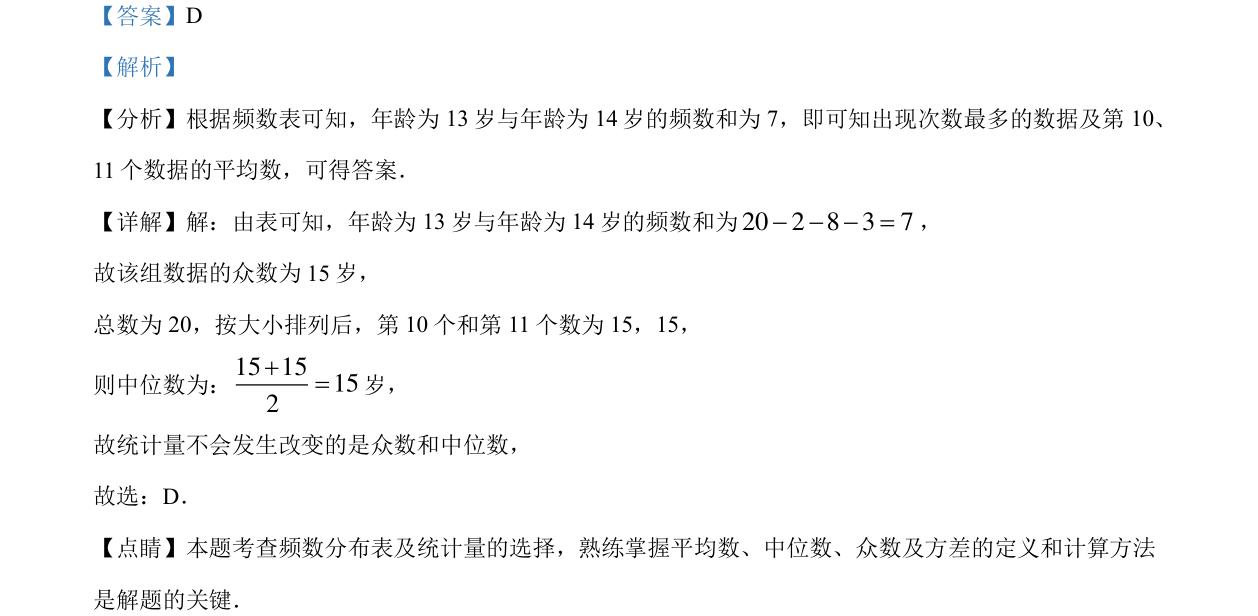 【答案】D
【解析】
【分析】根据频数表可知，年龄为 13 岁与年龄为 14 岁的频数和为 7，即可知出现次数最多的数据及第 10、
11 个数据的平均数，可得答案．
【详解】解：由表可知，年龄为 13 岁与年龄为 14 岁的频数和为 20－2－8－3＝7，
故该组数据的众数为 15 岁，
总数为 20，按大小排列后，第 10 个和第 11 个数为 15，15，
则中位数为：(15+15)/2＝15 岁，
故统计量不会发生改变的是众数和中位数，
故选：D．
【点睛】本题考查频数分布表及统计量的选择，熟练掌握平均数、中位数、众数及方差的定义和计算方法
是解题的关键．